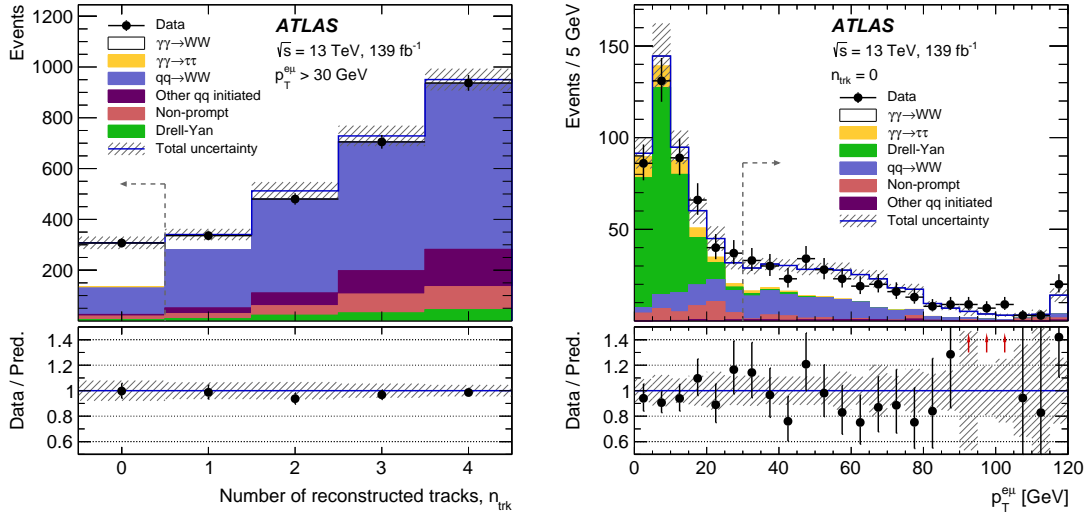 Events
1200
1000
800
600
400
200
ATLAS
√s = 13 TeV, 139 fb⁻¹
p_T^{eμ} > 30 GeV
Data
γγ→WW
γγ→ττ
qq→WW
Other qq initiated
Non-prompt
Drell-Yan
Total uncertainty
Data / Pred.
1.4
1.2
1
0.8
0.6
0 1 2 3 4
Number of reconstructed tracks, n_{trk}
Events / 5 GeV
150
100
50
0
ATLAS
√s = 13 TeV, 139 fb⁻¹
n_{trk} = 0
Data
γγ→WW
γγ→ττ
Drell-Yan
qq→WW
Non-prompt
Other qq initiated
Total uncertainty
Data / Pred.
1.4
1.2
1
0.8
0.6
0 20 40 60 80 100 120
p_T^{eμ} [GeV]